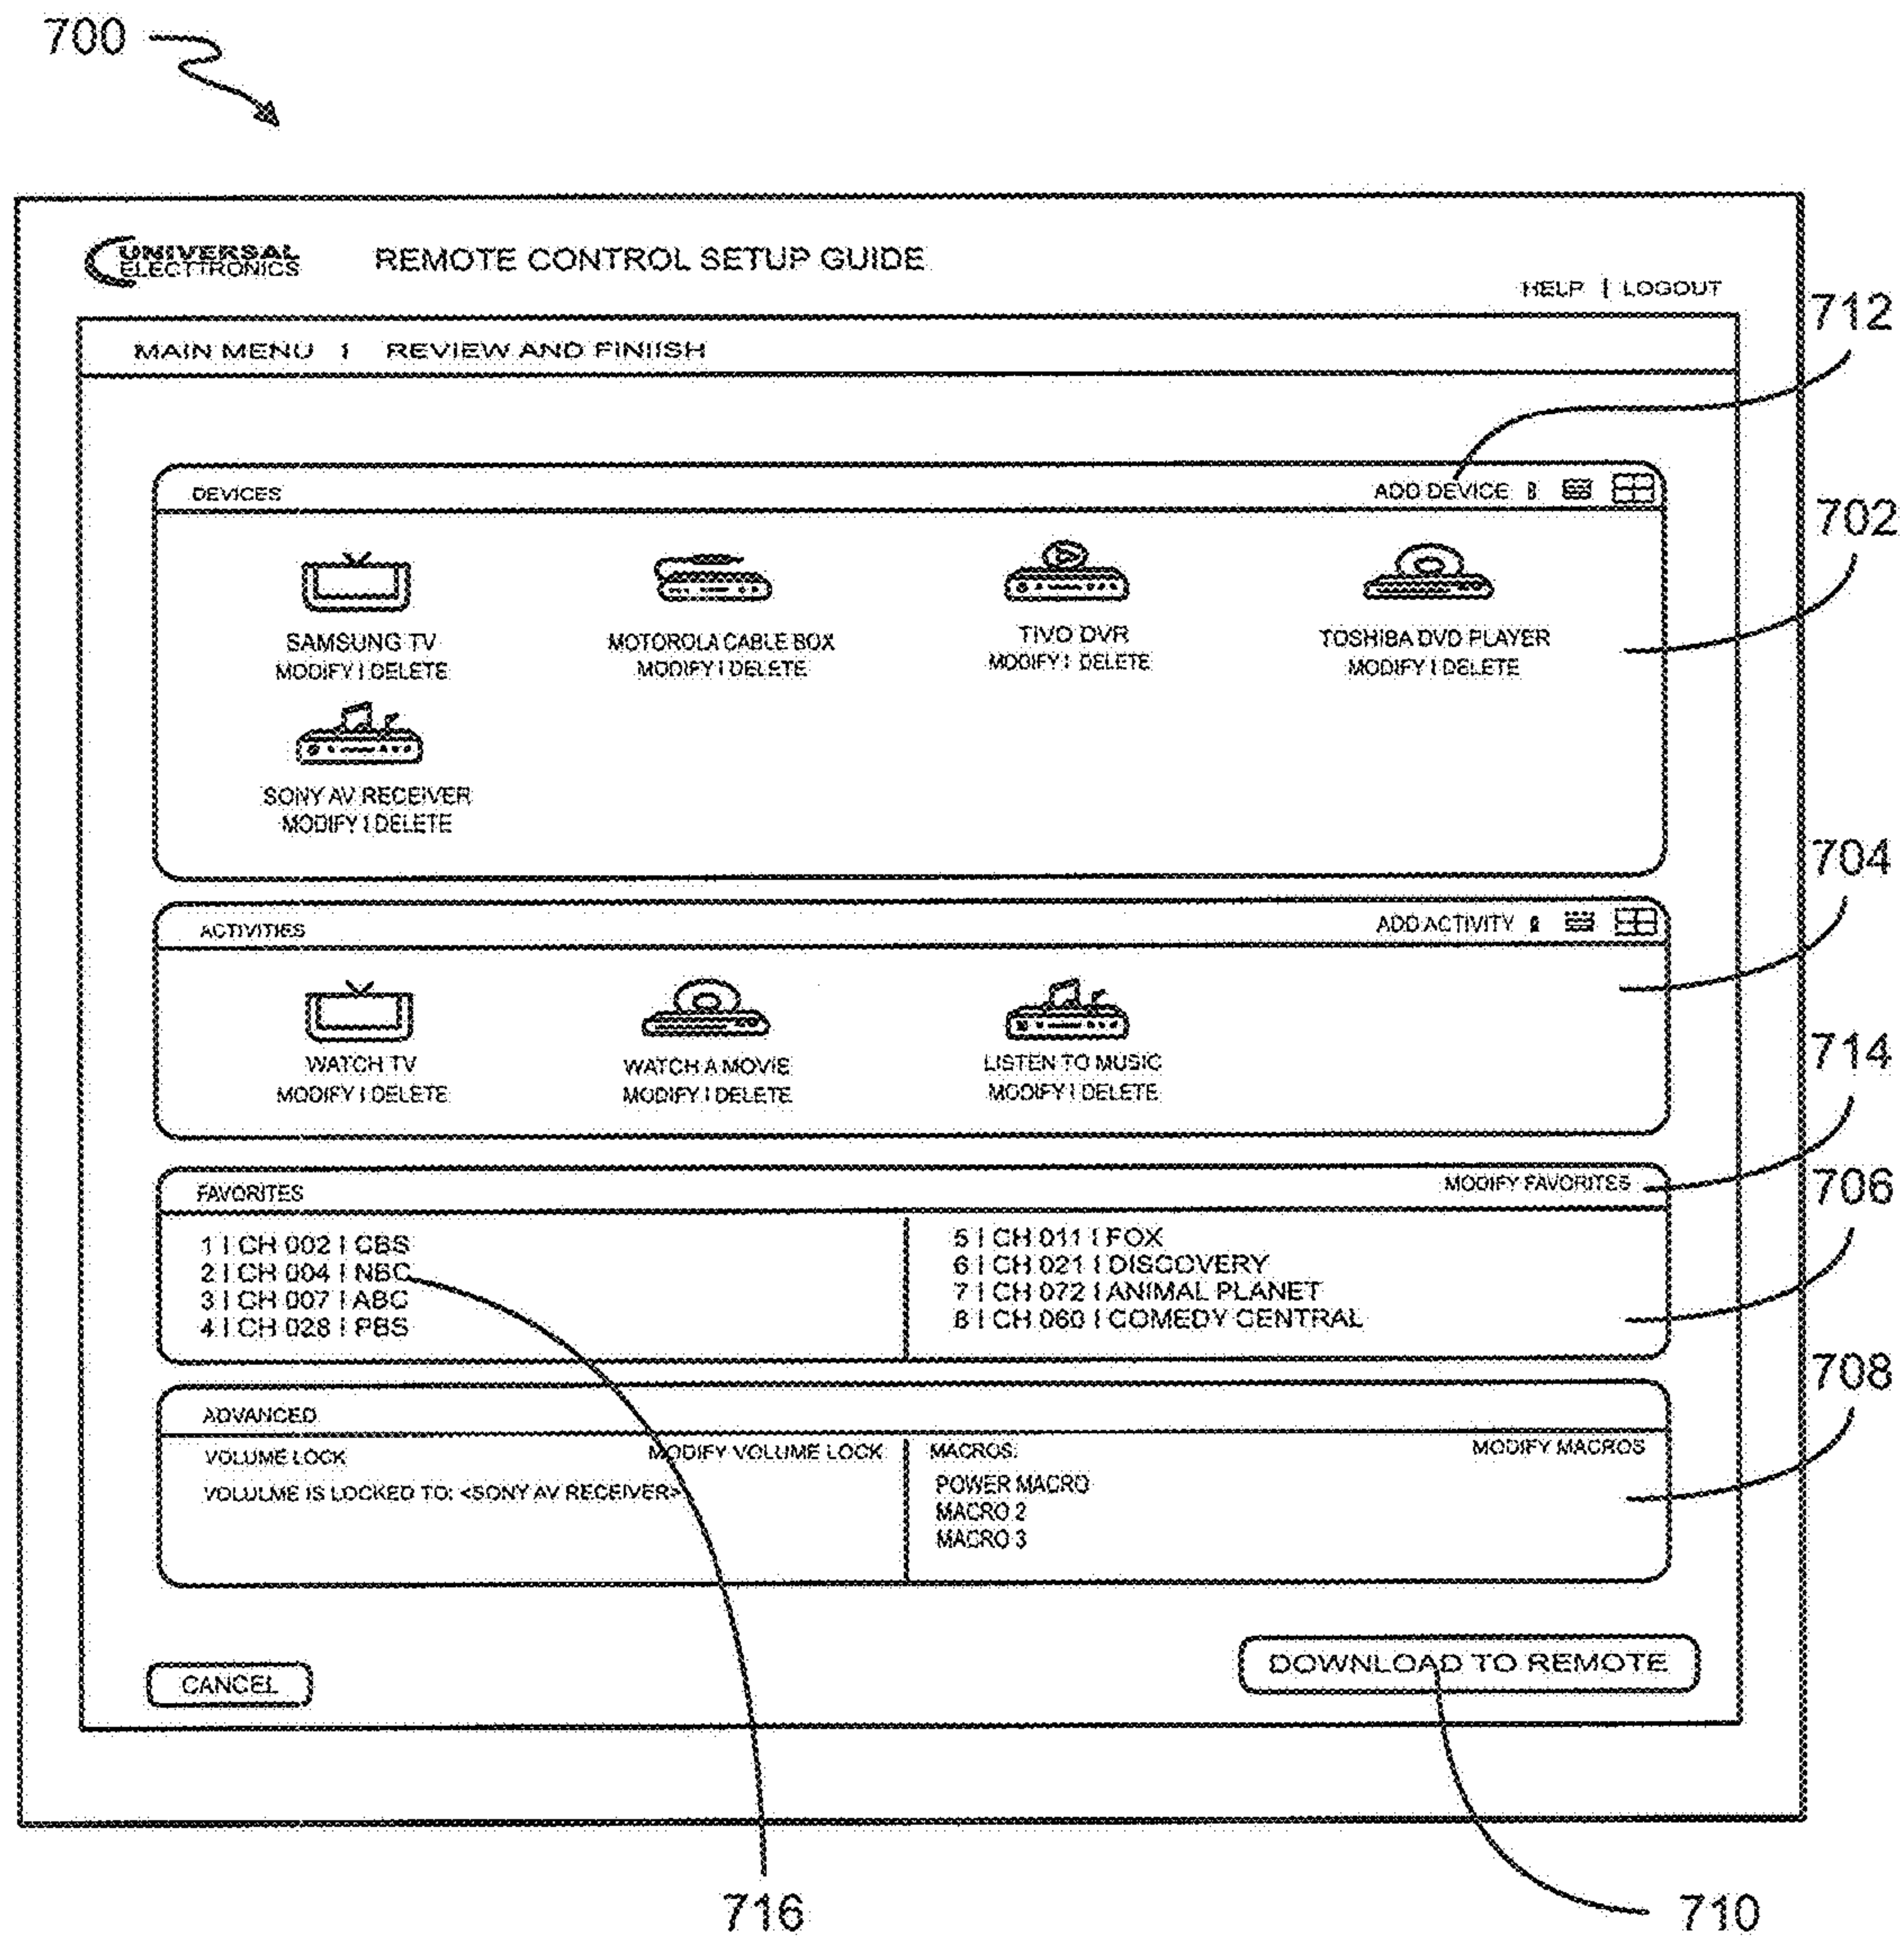 700
UNIVERSAL
ELECTTRONICS
REMOTE CONTROL SETUP GUIDE
HELP | LOGOUT
712
MAIN MENU I REVIEW AND FINIISH
DEVICES
ADD DEVICE
702
SAMSUNG TV
MODIFY I DELETE
MOTOROLA CABLE BOX
MODIFY I DELETE
TIVO DVR
MODIFY I DELETE
TOSHIBA DVD PLAYER
MODIFY I DELETE
SONY AV RECEIVER
MODIFY I DELETE
704
ACTIVITIES
ADD ACTIVITY
WATCH TV
MODIFY I DELETE
WATCH A MOVIE
MODIFY I DELETE
LISTEN TO MUSIC
MODIFY I DELETE
714
FAVORITES
MODIFY FAVORITES
706
1 I CH 002 I CBS
2 I CH 004 I NBC
3 I CH 007 I ABC
4 I CH 028 I PBS
5 I CH 011 I FOX
6 I CH 021 I DISCOVERY
7 I CH 072 I ANIMAL PLANET
8 I CH 060 I COMEDY CENTRAL
708
ADVANCED
VOLUME LOCK
MODIFY VOLUME LOCK
VOLULME IS LOCKED TO: <SONY AV RECEIVER>
MACROS:
MODIFY MACROS
POWER MACRO
MACRO 2
MACRO 3
CANCEL
DOWNLOAD TO REMOTE
716
710